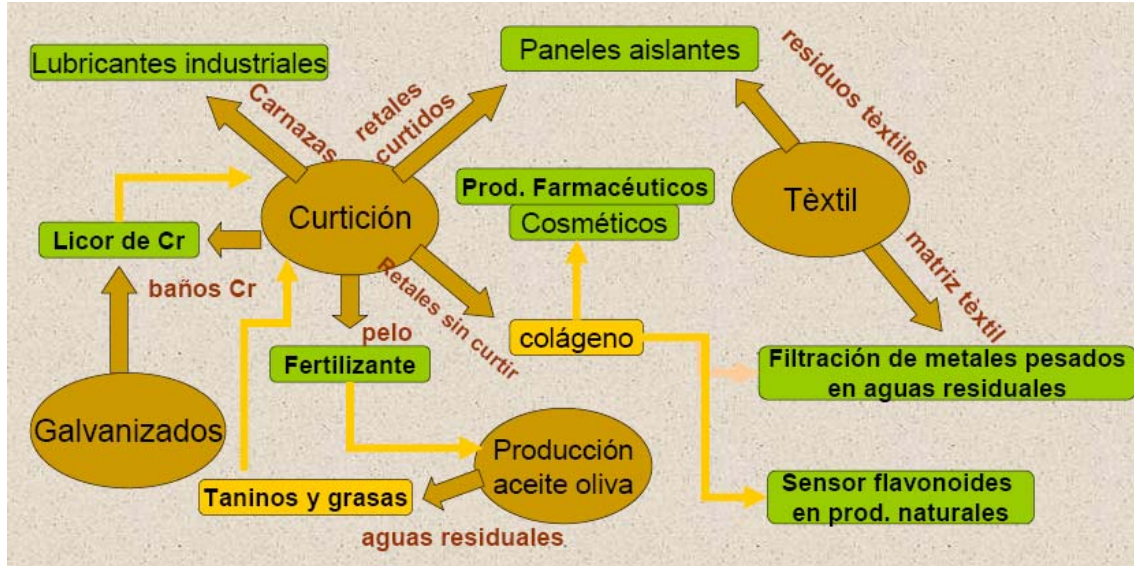 Lubricantes industriales
Paneles aislantes
residuos tèxtiles
Carnazas
retales
curtidos
Prod. Farmacéuticos
Cosméticos
Tèxtil
Curtición
Licor de Cr
baños Cr
Retales sin curtir
matriz tèxtil
pelo
colágeno
Fertilizante
Filtración de metales pesados
en aguas residuales
Galvanizados
Producción
aceite oliva
Taninos y grasas
aguas residuales
Sensor flavonoides
en prod. naturales